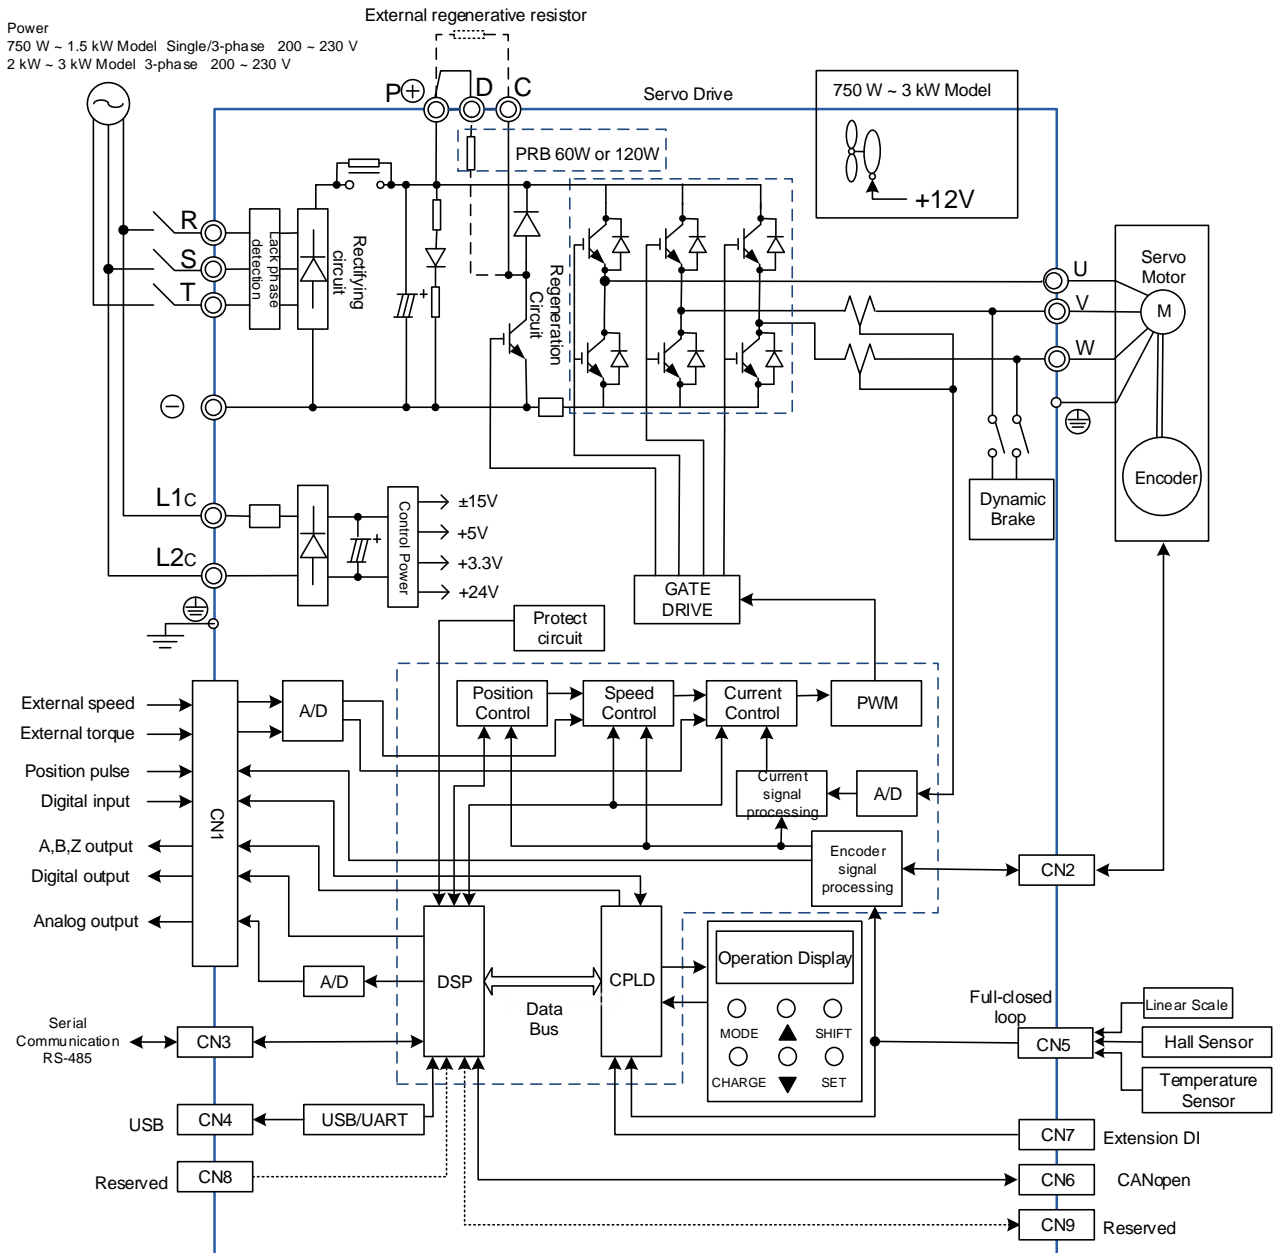 External regenerative resistor
Power
750 W ~ 1.5 kW Model Single/3-phase 200 ~ 230 V
2 kW ~ 3 kW Model 3-phase 200 ~ 230 V
P
D
C
Servo Drive
750 W ~ 3 kW Model
+12V
PRB 60W or 120W
R
S
T
Lack phase
detection
Rectifying
circuit
+
Regeneration
Circuit
U
V
W
Servo
Motor
M
Encoder
Dynamic
Brake
L1C
L2C
+
Control Power
±15V
+5V
+3.3V
+24V
GATE
DRIVE
Protect
circuit
External speed
External torque
Position pulse
Digital input
A,B,Z output
Digital output
Analog output
CN1
A/D
Position
Control
Speed
Control
Current
Control
PWM
Current
signal
processing
A/D
Encoder
signal
processing
CN2
A/D
DSP
Data
Bus
CPLD
Operation Display
MODE
SHIFT
CHARGE
SET
Full-closed
loop
CN5
Linear Scale
Hall Sensor
Temperature
Sensor
Serial
Communication
RS-485
CN3
USB
CN4
USB/UART
Reserved
CN8
CN7
Extension DI
CN6
CANopen
CN9
Reserved